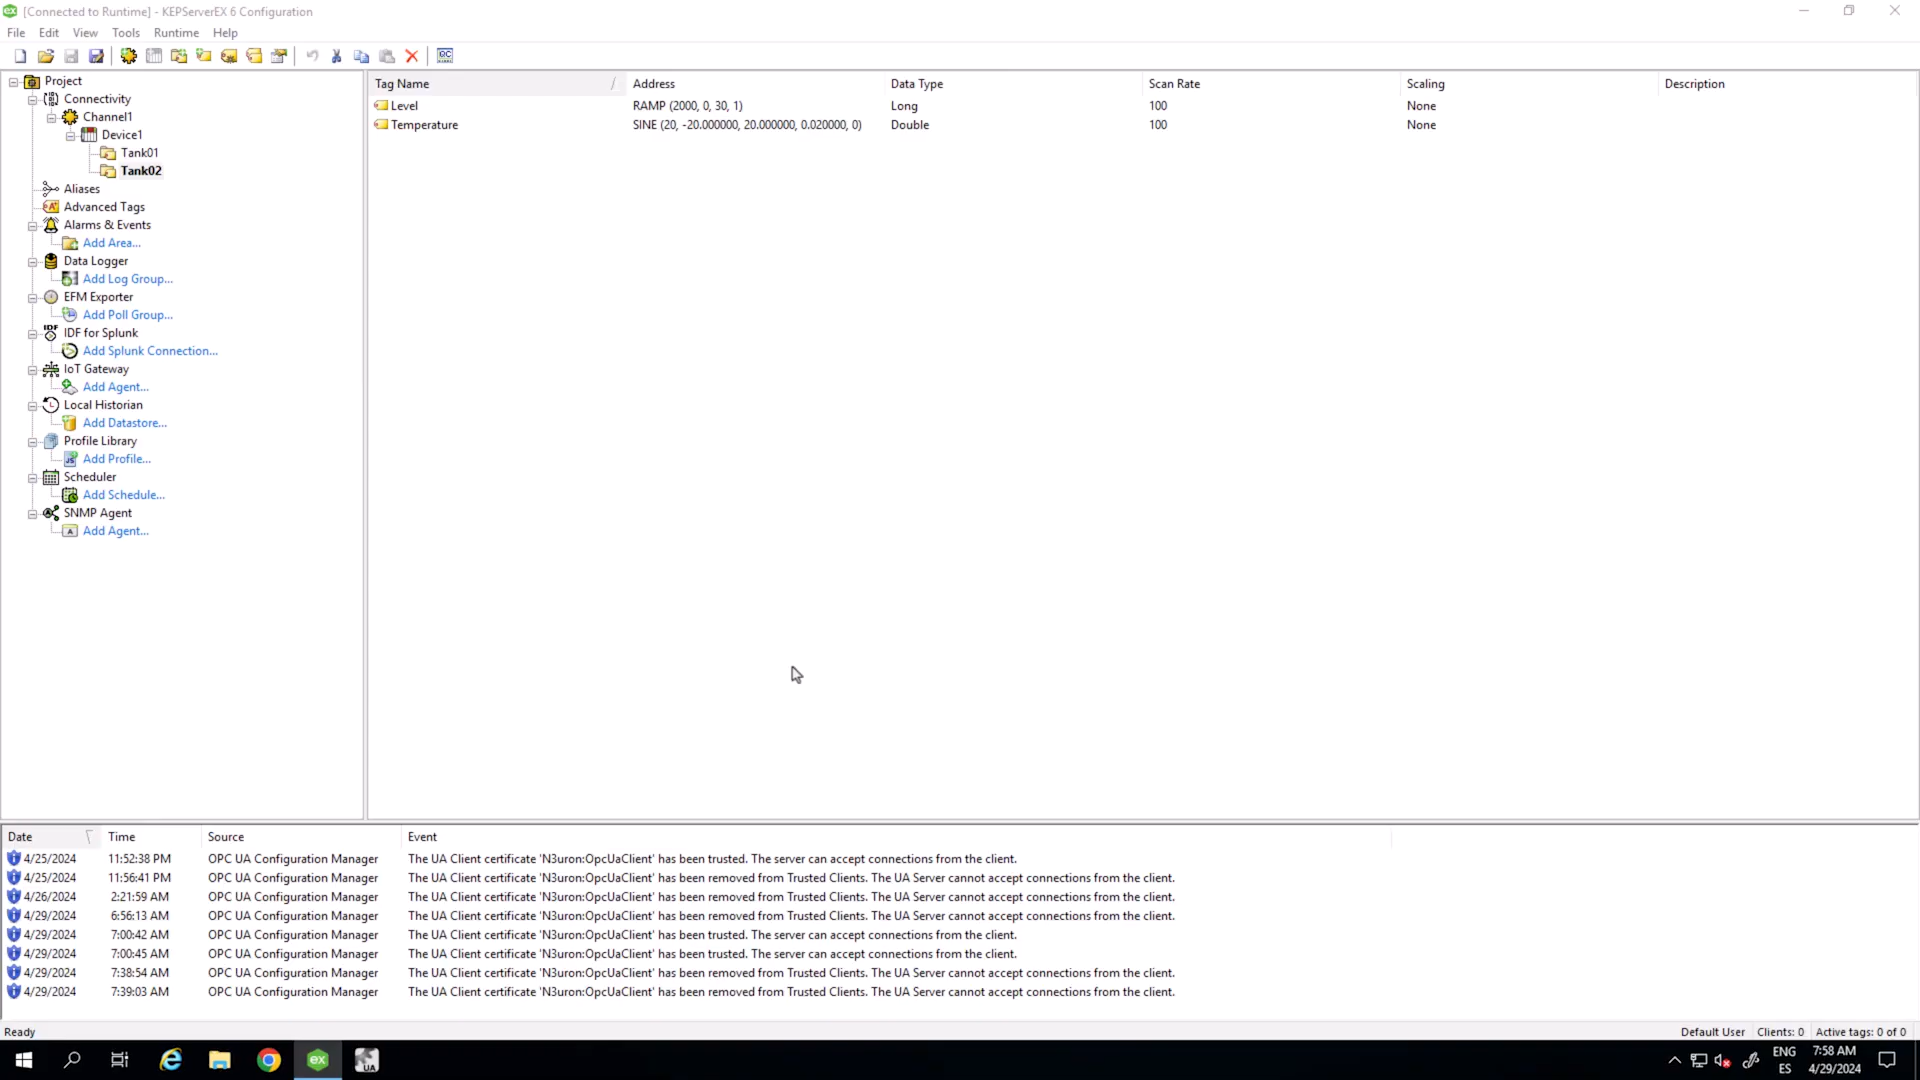 [Connected to Runtime] - KEPServerEX 6 Configuration
File Edit View Tools Runtime Help
Project
Connectivity
Channel1
Device1
Tank01
Tank02
Aliases
Advanced Tags
Alarms & Events
Add Area...
Data Logger
Add Log Group...
EFM Exporter
Add Poll Group...
IDF for Splunk
Add Splunk Connection...
IoT Gateway
Add Agent...
Local Historian
Add Datastore...
Profile Library
Add Profile...
Scheduler
Add Schedule...
SNMP Agent
Add Agent...
Tag Name Address Data Type Scan Rate Scaling Description
Level RAMP (2000, 0, 30, 1) Long 100 None
Temperature SINE (20, -20.000000, 20.000000, 0.020000, 0) Double 100 None
Date Time Source Event
4/25/2024 11:52:38 PM OPC UA Configuration Manager The UA Client certificate 'N3uron:OpcUaClient' has been trusted. The server can accept connections from the client.
4/25/2024 11:56:41 PM OPC UA Configuration Manager The UA Client certificate 'N3uron:OpcUaClient' has been removed from Trusted Clients. The UA Server cannot accept connections from the client.
4/26/2024 2:21:59 AM OPC UA Configuration Manager The UA Client certificate 'N3uron:OpcUaClient' has been removed from Trusted Clients. The UA Server cannot accept connections from the client.
4/29/2024 6:56:13 AM OPC UA Configuration Manager The UA Client certificate 'N3uron:OpcUaClient' has been removed from Trusted Clients. The UA Server cannot accept connections from the client.
4/29/2024 7:00:42 AM OPC UA Configuration Manager The UA Client certificate 'N3uron:OpcUaClient' has been trusted. The server can accept connections from the client.
4/29/2024 7:00:45 AM OPC UA Configuration Manager The UA Client certificate 'N3uron:OpcUaClient' has been trusted. The server can accept connections from the client.
4/29/2024 7:38:54 AM OPC UA Configuration Manager The UA Client certificate 'N3uron:OpcUaClient' has been removed from Trusted Clients. The UA Server cannot accept connections from the client.
4/29/2024 7:39:03 AM OPC UA Configuration Manager The UA Client certificate 'N3uron:OpcUaClient' has been removed from Trusted Clients. The UA Server cannot accept connections from the client.
Ready Default User Clients: 0 Active tags: 0 of 0
ENG 7:58 AM
ES 4/29/2024